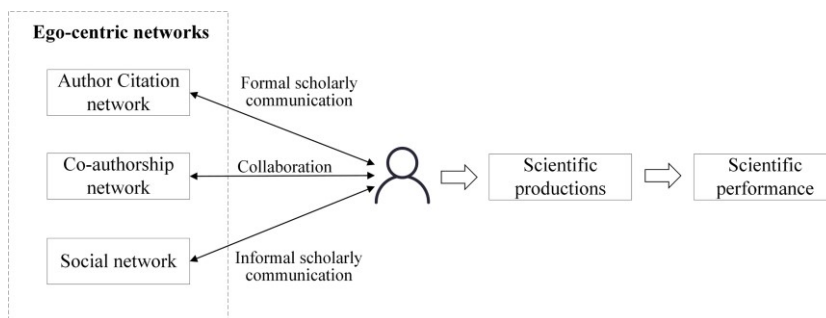 Ego-centric networks
Author Citation
network
Formal scholarly
communication
Co-authorship
network
Collaboration
Scientific
productions
Scientific
performance
Social network
Informal scholarly
communication